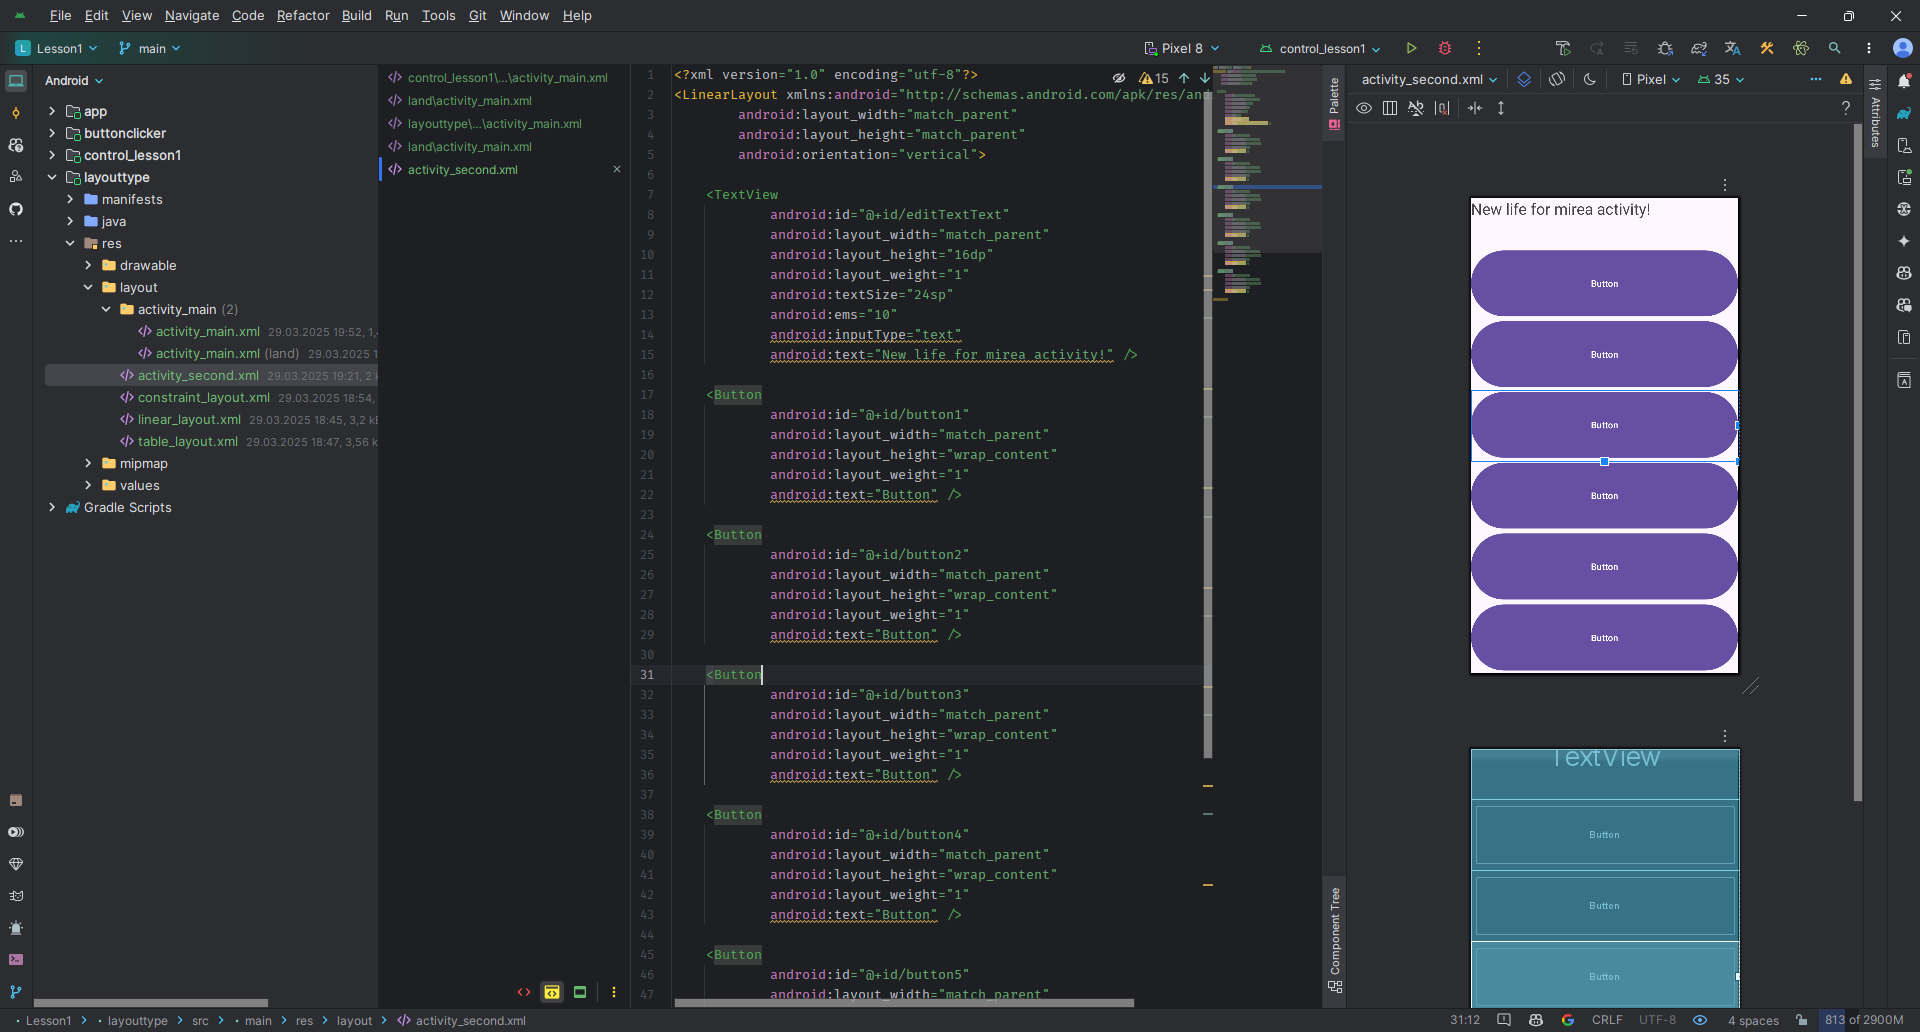 File Edit View Navigate Code Refactor Build Run Tools Git Window Help
L Lesson1 main Pixel 8 control_lesson1
Android
app
buttonclicker
control_lesson1
layouttype
manifests
java
res
drawable
layout
activity_main (2)
activity_main.xml 29.03.2025 19:52, 1,
activity_main.xml (land) 29.03.2025 1
activity_second.xml 29.03.2025 19:21, 2 k
constraint_layout.xml 29.03.2025 18:54,
linear_layout.xml 29.03.2025 18:45, 3,2 kE
table_layout.xml 29.03.2025 18:47, 3,56 k
mipmap
values
Gradle Scripts
control_lesson1\...\activity_main.xml
land\activity_main.xml
layouttype\...\activity_main.xml
land\activity_main.xml
activity_second.xml
15
1 <?xml version="1.0" encoding="utf-8"?>
2 <LinearLayout xmlns:android="http://schemas.android.com/apk/res/and
3 android:layout_width="match_parent"
4 android:layout_height="match_parent"
5 android:orientation="vertical">
6
7 <TextView
8 android:id="@+id/editTextText"
9 android:layout_width="match_parent"
10 android:layout_height="16dp"
11 android:layout_weight="1"
12 android:textSize="24sp"
13 android:ems="10"
14 android:inputType="text"
15 android:text="New life for mirea activity!" />
16
17 <Button
18 android:id="@+id/button1"
19 android:layout_width="match_parent"
20 android:layout_height="wrap_content"
21 android:layout_weight="1"
22 android:text="Button" />
23
24 <Button
25 android:id="@+id/button2"
26 android:layout_width="match_parent"
27 android:layout_height="wrap_content"
28 android:layout_weight="1"
29 android:text="Button" />
30
31 <Button
32 android:id="@+id/button3"
33 android:layout_width="match_parent"
34 android:layout_height="wrap_content"
35 android:layout_weight="1"
36 android:text="Button" />
37
38 <Button
39 android:id="@+id/button4"
40 android:layout_width="match_parent"
41 android:layout_height="wrap_content"
42 android:layout_weight="1"
43 android:text="Button" />
44
45 <Button
46 android:id="@+id/button5"
47 android:layout_width="match_parent"
Palette
Component Tree
activity_second.xml Pixel 35
Attributes
New life for mirea activity!
Button
Button
Button
Button
Button
Button
TextView
Button
Button
Button
Lesson1 > layouttype > src > main > res > layout > activity_second.xml
31:12 CRLF UTF-8 4 spaces 813 of 2900M